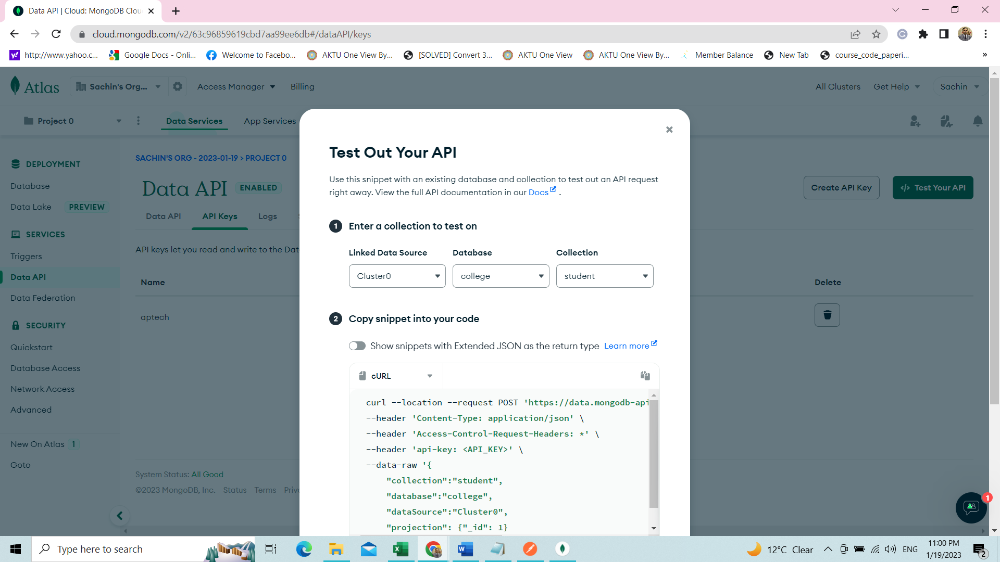 Data API | Cloud: MongoDB Clou
cloud.mongodb.com/v2/63c96859619cbd7aa99ee6db#/dataAPI/keys
http://www.yahoo.c... Google Docs - Onli... Welcome to Facebo... AKTU One View By... [SOLVED] Convert 3... AKTU One View AKTU One View By... Member Balance New Tab course_code_paperi... »
Atlas Sachin's Org... Access Manager Billing All Clusters Get Help Sachin
Project 0 Data Services App Services
SACHIN'S ORG - 2023-01-19 > PROJECT 0
Data API ENABLED
Create API Key
</> Test Your API
Data API API Keys Logs
API keys let you read and write to the Dat
Name
Delete
aptech
DEPLOYMENT
Database
Data Lake PREVIEW
SERVICES
Triggers
Data API
Data Federation
SECURITY
Quickstart
Database Access
Network Access
Advanced
New On Atlas 1
Goto
System Status: All Good
©2023 MongoDB, Inc. Status Terms Priv
Test Out Your API
Use this snippet with an existing database and collection to test out an API request
right away. View the full API documentation in our Docs .
1 Enter a collection to test on
Linked Data Source Database Collection
Cluster0 college student
2 Copy snippet into your code
Show snippets with Extended JSON as the return type Learn more
cURL
curl --location --request POST 'https://data.mongodb-api
--header 'Content-Type: application/json' \
--header 'Access-Control-Request-Headers: *' \
--header 'api-key: <API_KEY>' \
--data-raw '{
"collection":"student",
"database":"college",
"dataSource":"Cluster0",
"projection": {"_id": 1}
1
Type here to search
12°C Clear
ENG
11:00 PM
1/19/2023
2